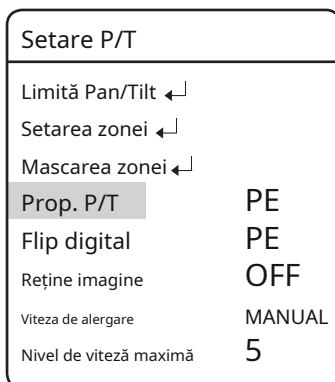 Setare P/T
Limită Pan/Tilt ↵
Setarea zonei ↵
Mascarea zonei ↵
Prop. P/T PE
Flip digital PE
Reține imagine OFF
Viteza de alergare MANUAL
Nivel de viteză maximă 5